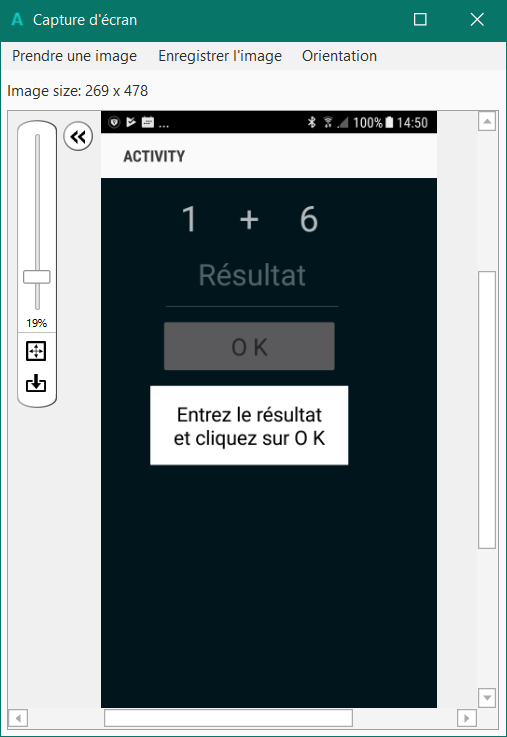 A Capture d'écran
Prendre une image Enregistrer l'image Orientation
Image size: 269 x 478
... 100% 14:50
ACTIVITY
1 + 6
Résultat
O K
19%
Entrez le résultat
et cliquez sur O K